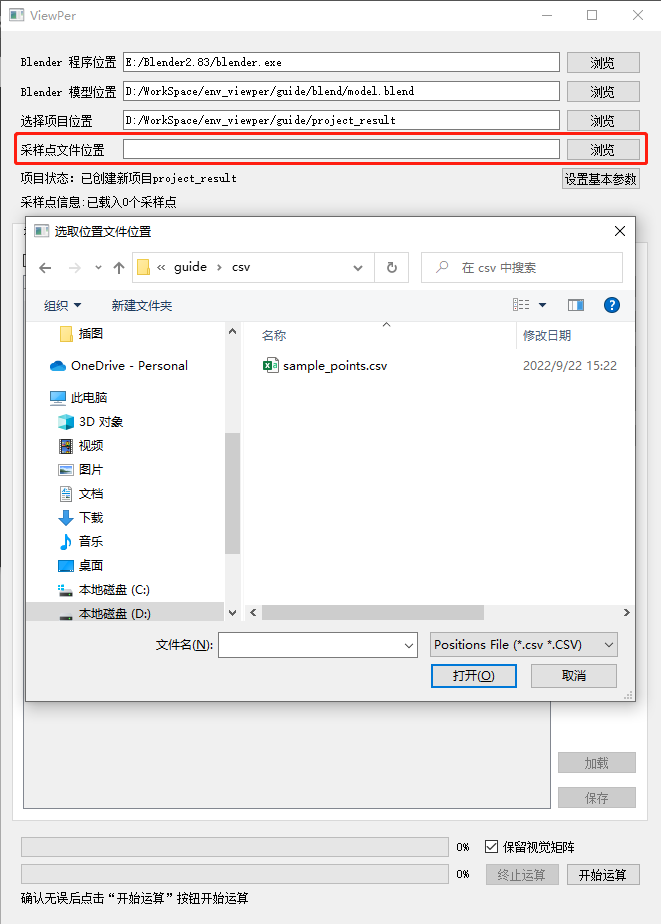 ViewPer
Blender 程序位置 E:/Blender2.83/blender.exe 浏览
Blender 模型位置 D:/WorkSpace/env_viewper/guide/blend/model.blend 浏览
选择项目位置 D:/WorkSpace/env_viewper/guide/project_result 浏览
采样点文件位置 浏览
项目状态: 已创建新项目project_result 设置基本参数
采样点信息:已载入0个采样点
选取位置文件位置
« guide › csv 在 csv 中搜索
组织 新建文件夹
名称 修改日期
插图
sample_points.csv 2022/9/22 15:22
OneDrive - Personal
此电脑
3D 对象
视频
图片
文档
下载
音乐
桌面
本地磁盘 (C:)
本地磁盘 (D:)
文件名(N): Positions File (*.csv *.CSV)
打开(O) 取消
加载
保存
0% 保留视觉矩阵
0% 终止运算 开始运算
确认无误后点击“开始运算”按钮开始运算